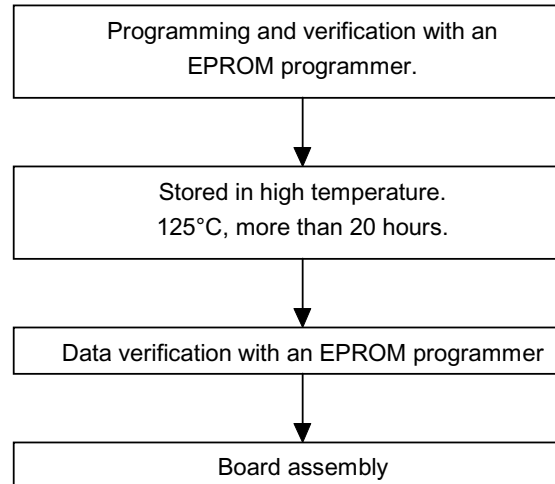 Programming and verification with an
EPROM programmer.
Stored in high temperature.
125°C, more than 20 hours.
Data verification with an EPROM programmer
Board assembly